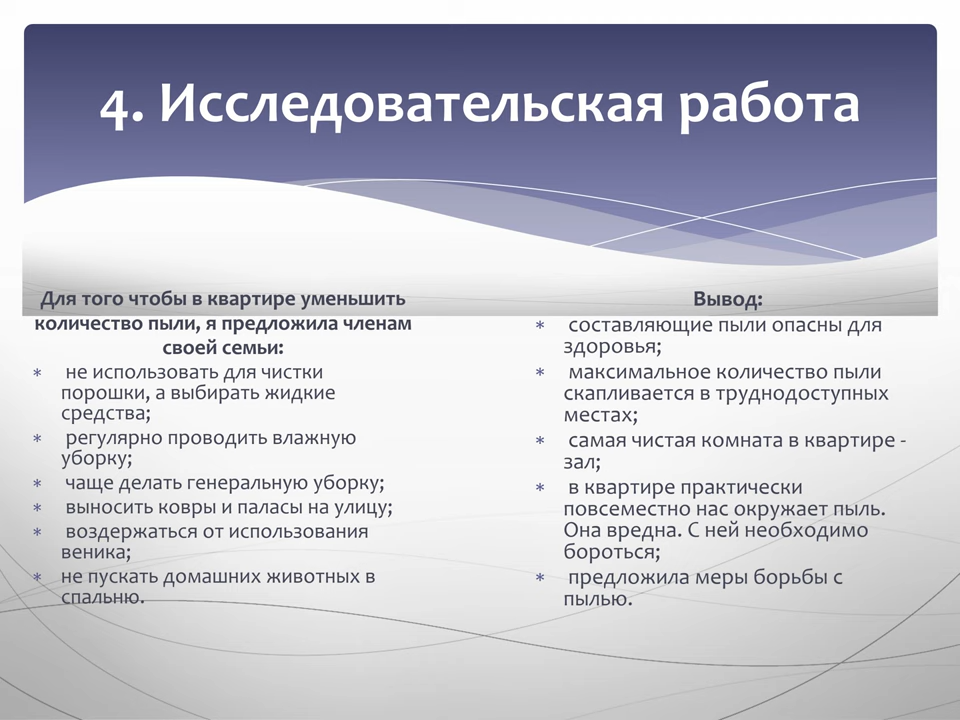 4. Исследовательская работа
Для того чтобы в квартире уменьшить
количество пыли, я предложила членам
своей семьи:
* не использовать для чистки
порошки, а выбирать жидкие
средства;
* регулярно проводить влажную
уборку;
* чаще делать генеральную уборку;
* выносить ковры и паласы на улицу;
* воздержаться от использования
веника;
* не пускать домашних животных в
спальню.
Вывод:
* составляющие пыли опасны для
здоровья;
* максимальное количество пыли
скапливается в труднодоступных
местах;
* самая чистая комната в квартире -
зал;
* в квартире практически
повсеместно нас окружает пыль.
Она вредна. С ней необходимо
бороться;
* предложила меры борьбы с
пылью.